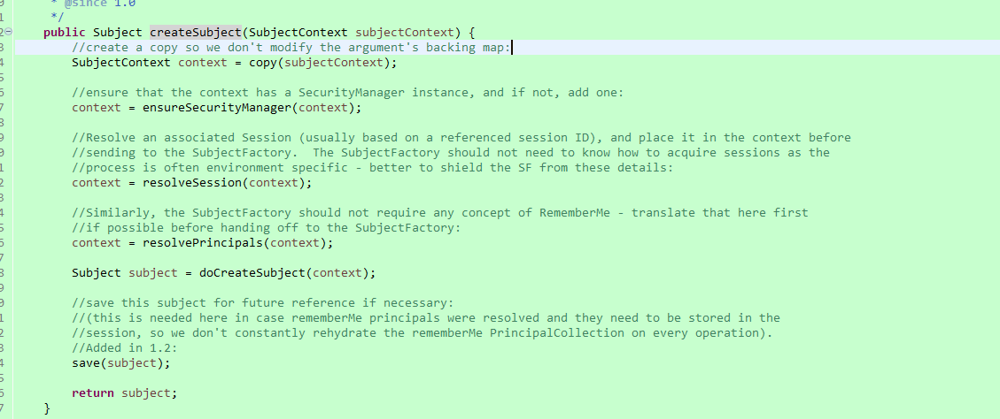 * @since 1.0
*/
public Subject createSubject(SubjectContext subjectContext) {
//create a copy so we don't modify the argument's backing map:
SubjectContext context = copy(subjectContext);
//ensure that the context has a SecurityManager instance, and if not, add one:
context = ensureSecurityManager(context);
//Resolve an associated Session (usually based on a referenced session ID), and place it in the context before
//sending to the SubjectFactory.  The SubjectFactory should not need to know how to acquire sessions as the
//process is often environment specific - better to shield the SF from these details:
context = resolveSession(context);
//Similarly, the SubjectFactory should not require any concept of RememberMe - translate that here first
//if possible before handing off to the SubjectFactory:
context = resolvePrincipals(context);
Subject subject = doCreateSubject(context);
//save this subject for future reference if necessary:
//(this is needed here in case rememberMe principals were resolved and they need to be stored in the
//session, so we don't constantly rehydrate the rememberMe PrincipalCollection on every operation).
//Added in 1.2:
save(subject);
return subject;
}